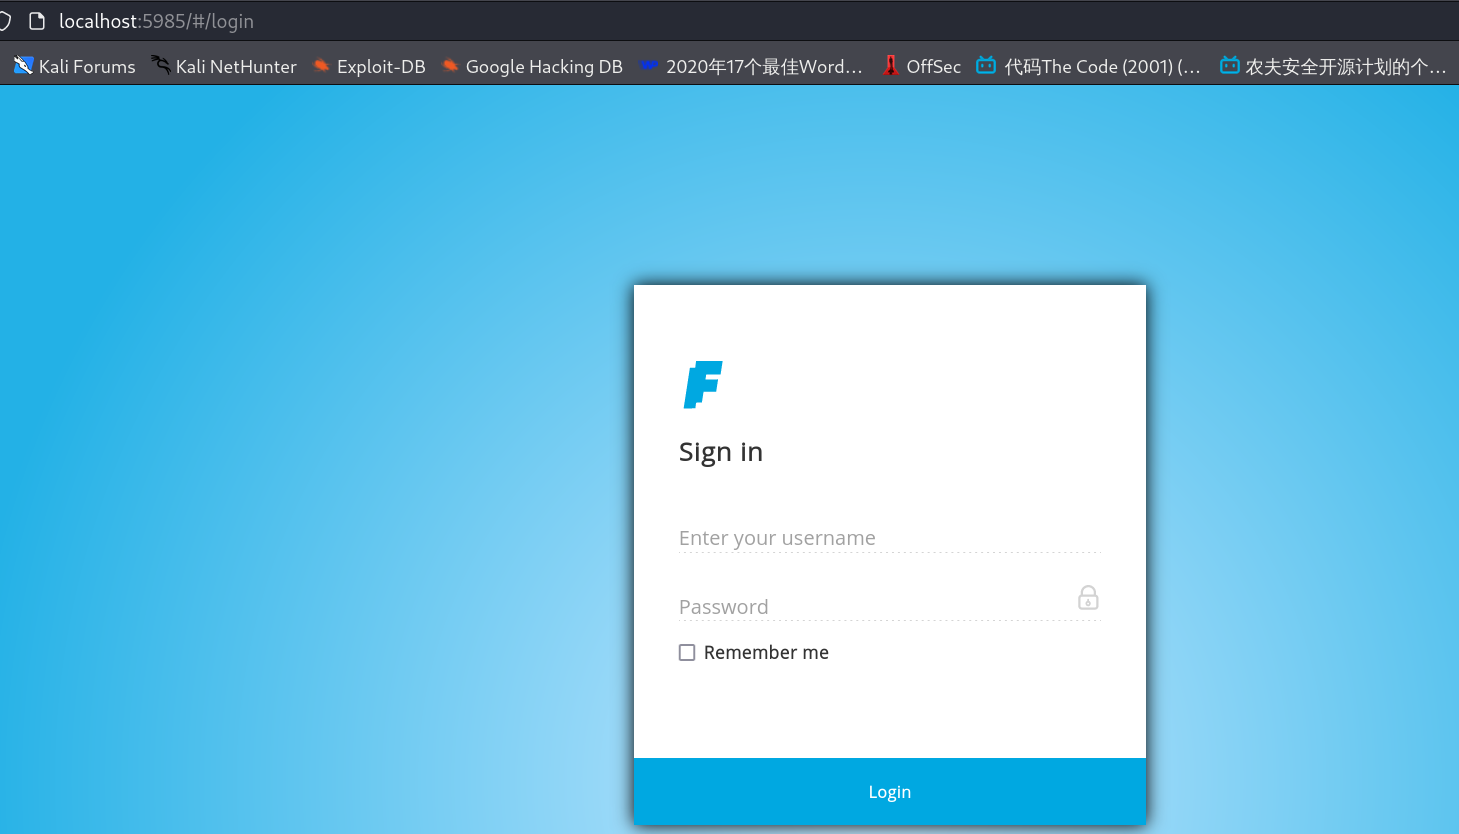 localhost:5985/#/login
Kali Forums Kali NetHunter Exploit-DB Google Hacking DB 2020年17个最佳Word... OffSec 代码The Code (2001) (... 农夫安全开源计划的个...
F
Sign in
Enter your username
Password
Remember me
Login